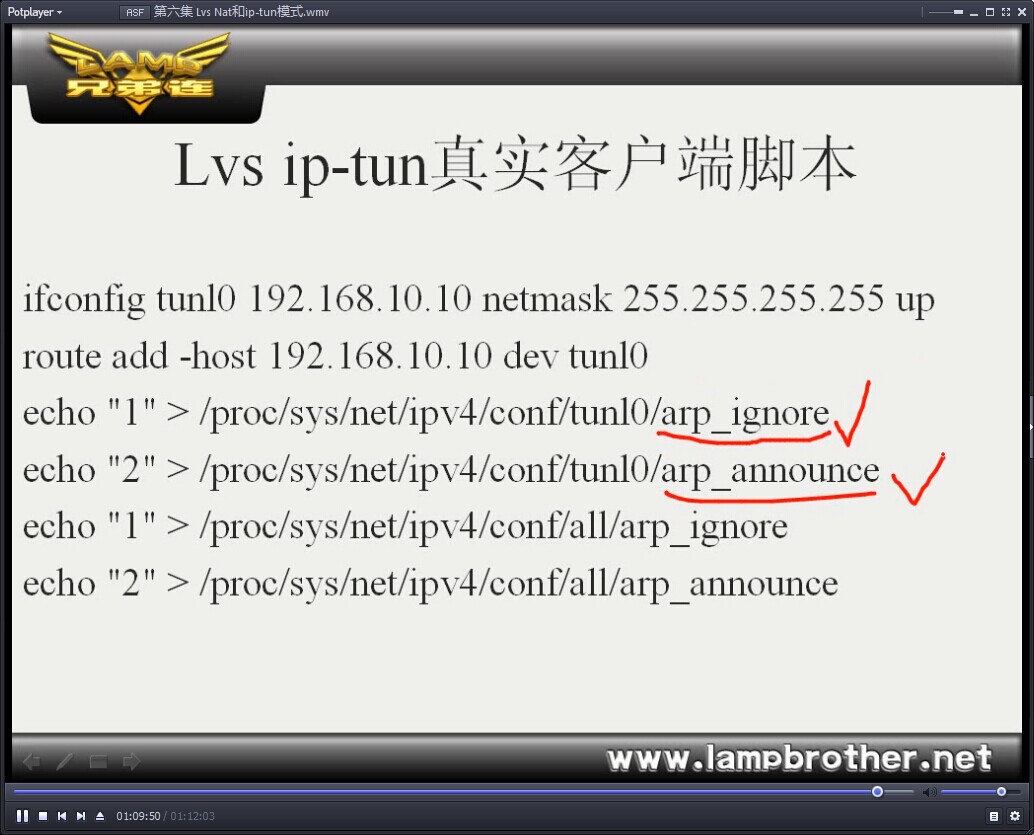 Potplayer
ASF 第六集 Lvs Nat和ip-tun模式.wmv
LAMP
兄弟连
Lvs ip-tun真实客户端脚本
ifconfig tunl0 192.168.10.10 netmask 255.255.255.255 up
route add -host 192.168.10.10 dev tunl0
echo "1" > /proc/sys/net/ipv4/conf/tunl0/arp_ignore
echo "2" > /proc/sys/net/ipv4/conf/tunl0/arp_announce
echo "1" > /proc/sys/net/ipv4/conf/all/arp_ignore
echo "2" > /proc/sys/net/ipv4/conf/all/arp_announce
www.lampbrother.net
01:09:50 / 01:12:03